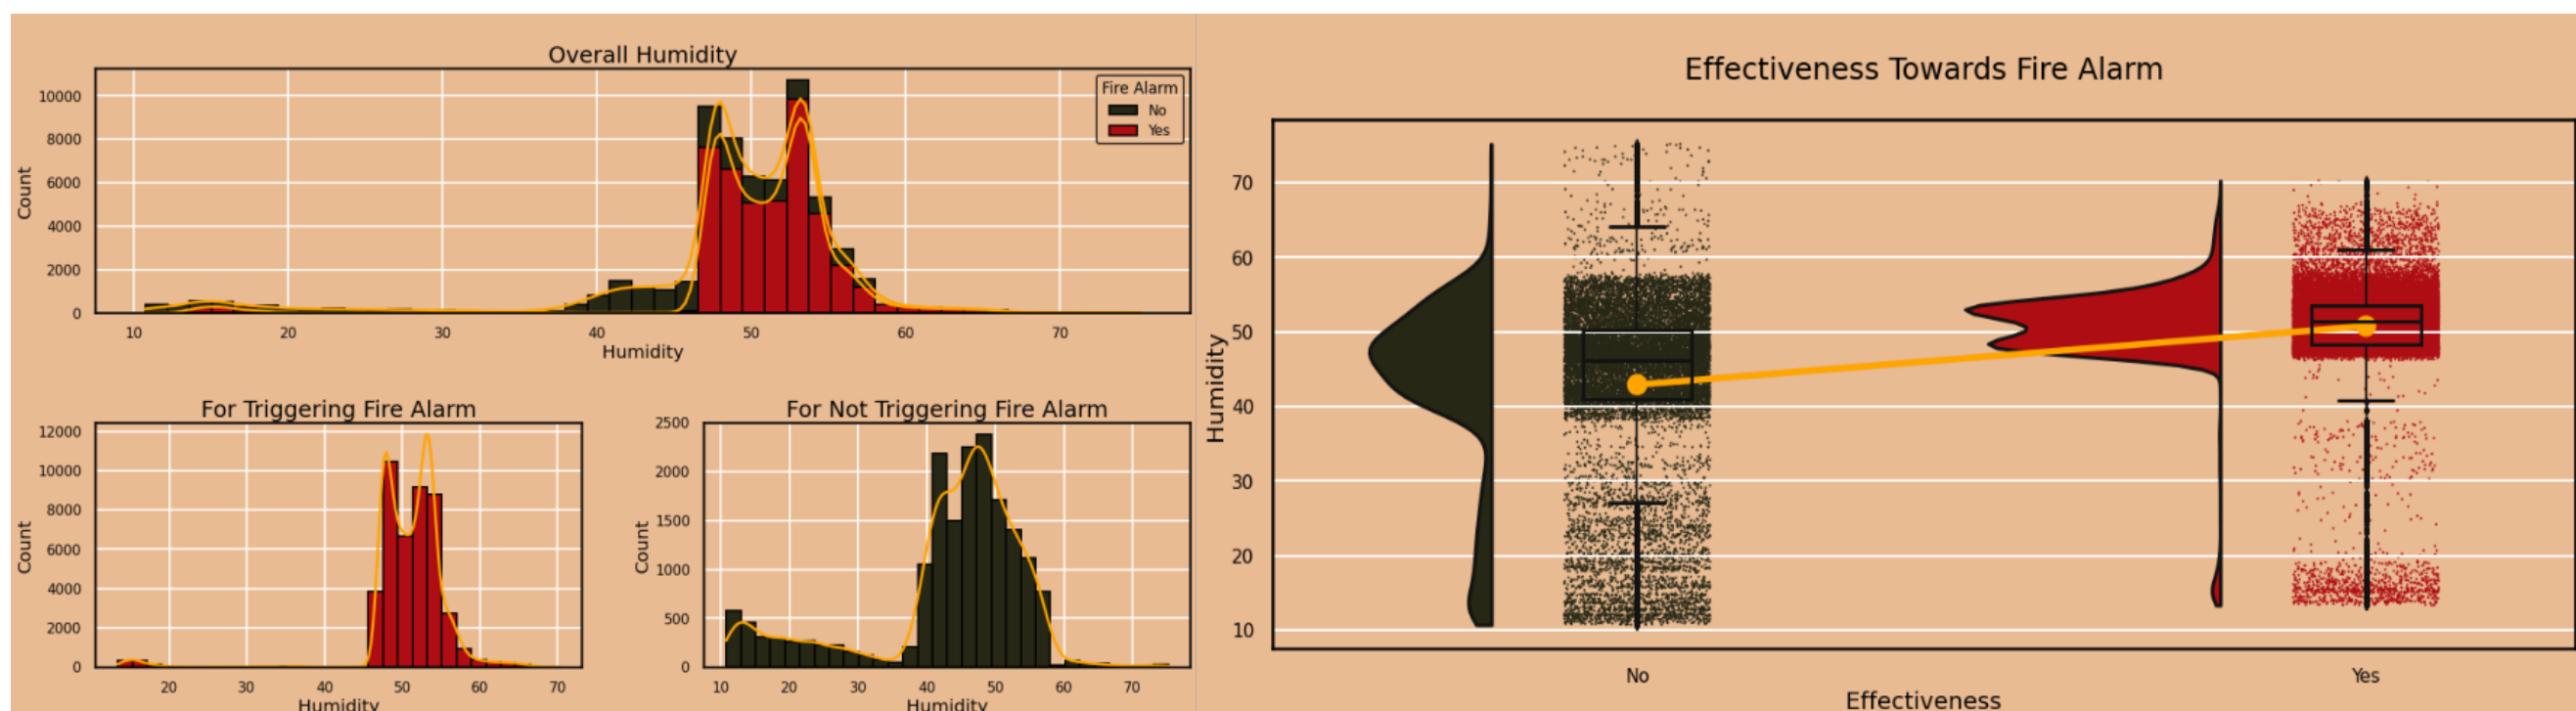 Overall Humidity
Count
10000
8000
6000
4000
2000
0
Fire Alarm
No
Yes
10 20 30 40 50 60 70
Humidity
For Triggering Fire Alarm
Count
12000
10000
8000
6000
4000
2000
0
20 30 40 50 60 70
Humidity
For Not Triggering Fire Alarm
Count
2500
2000
1500
1000
500
0
10 20 30 40 50 60 70
Humidity
Effectiveness Towards Fire Alarm
Humidity
70
60
50
40
30
20
10
No Yes
Effectiveness